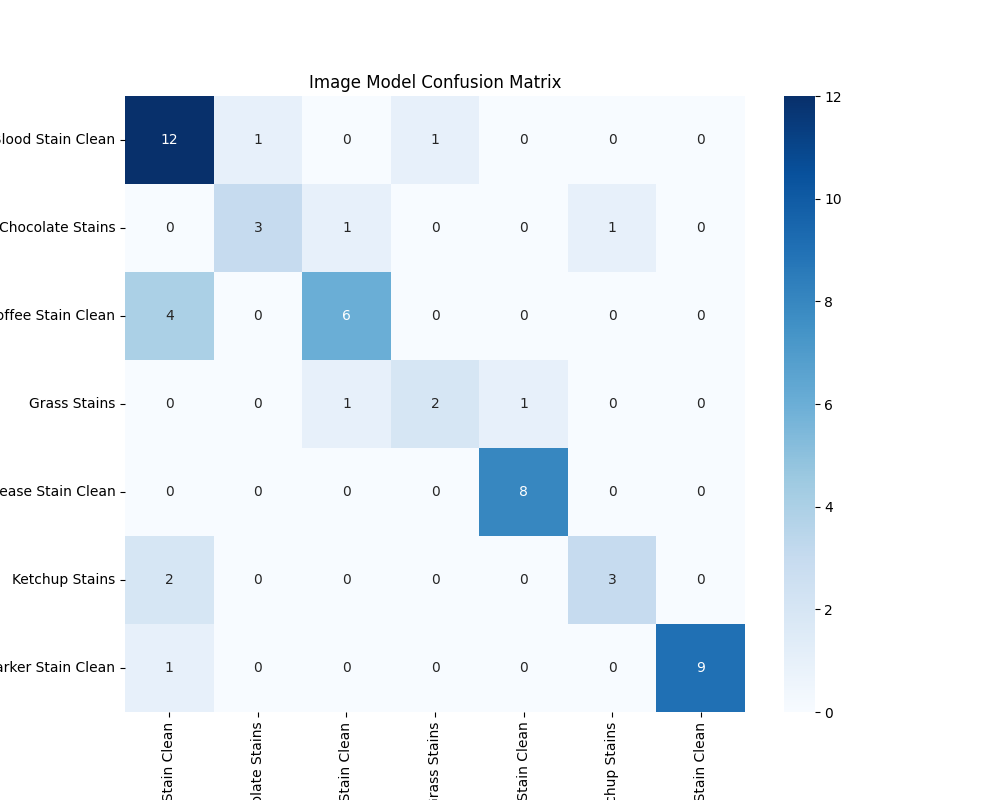 Image Model Confusion Matrix
Blood Stain Clean 12 1 0 1 0 0 0
Chocolate Stains 0 3 1 0 0 1 0
offee Stain Clean 4 0 6 0 0 0 0
Grass Stains 0 0 1 2 1 0 0
ease Stain Clean 0 0 0 0 8 0 0
Ketchup Stains 2 0 0 0 0 3 0
arker Stain Clean 1 0 0 0 0 0 9
Stain Clean
olate Stains
Stain Clean
Grass Stains
Stain Clean
chup Stains
Stain Clean
12
10
8
6
4
2
0